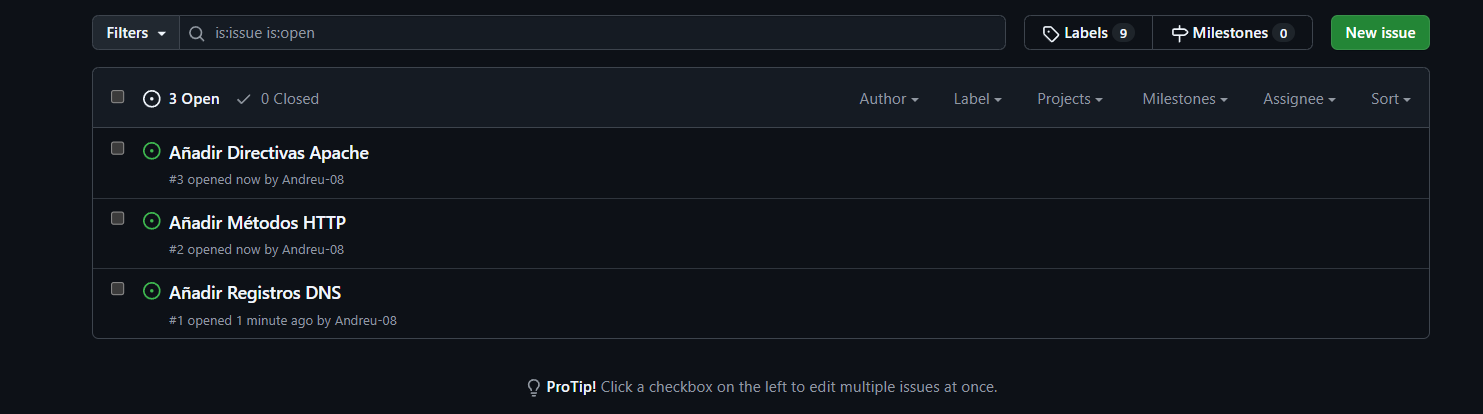 Filters is:issue is:open Labels 9 Milestones 0 New issue
3 Open 0 Closed Author Label Projects Milestones Assignee Sort
Añadir Directivas Apache
#3 opened now by Andreu-08
Añadir Métodos HTTP
#2 opened now by Andreu-08
Añadir Registros DNS
#1 opened 1 minute ago by Andreu-08
ProTip! Click a checkbox on the left to edit multiple issues at once.